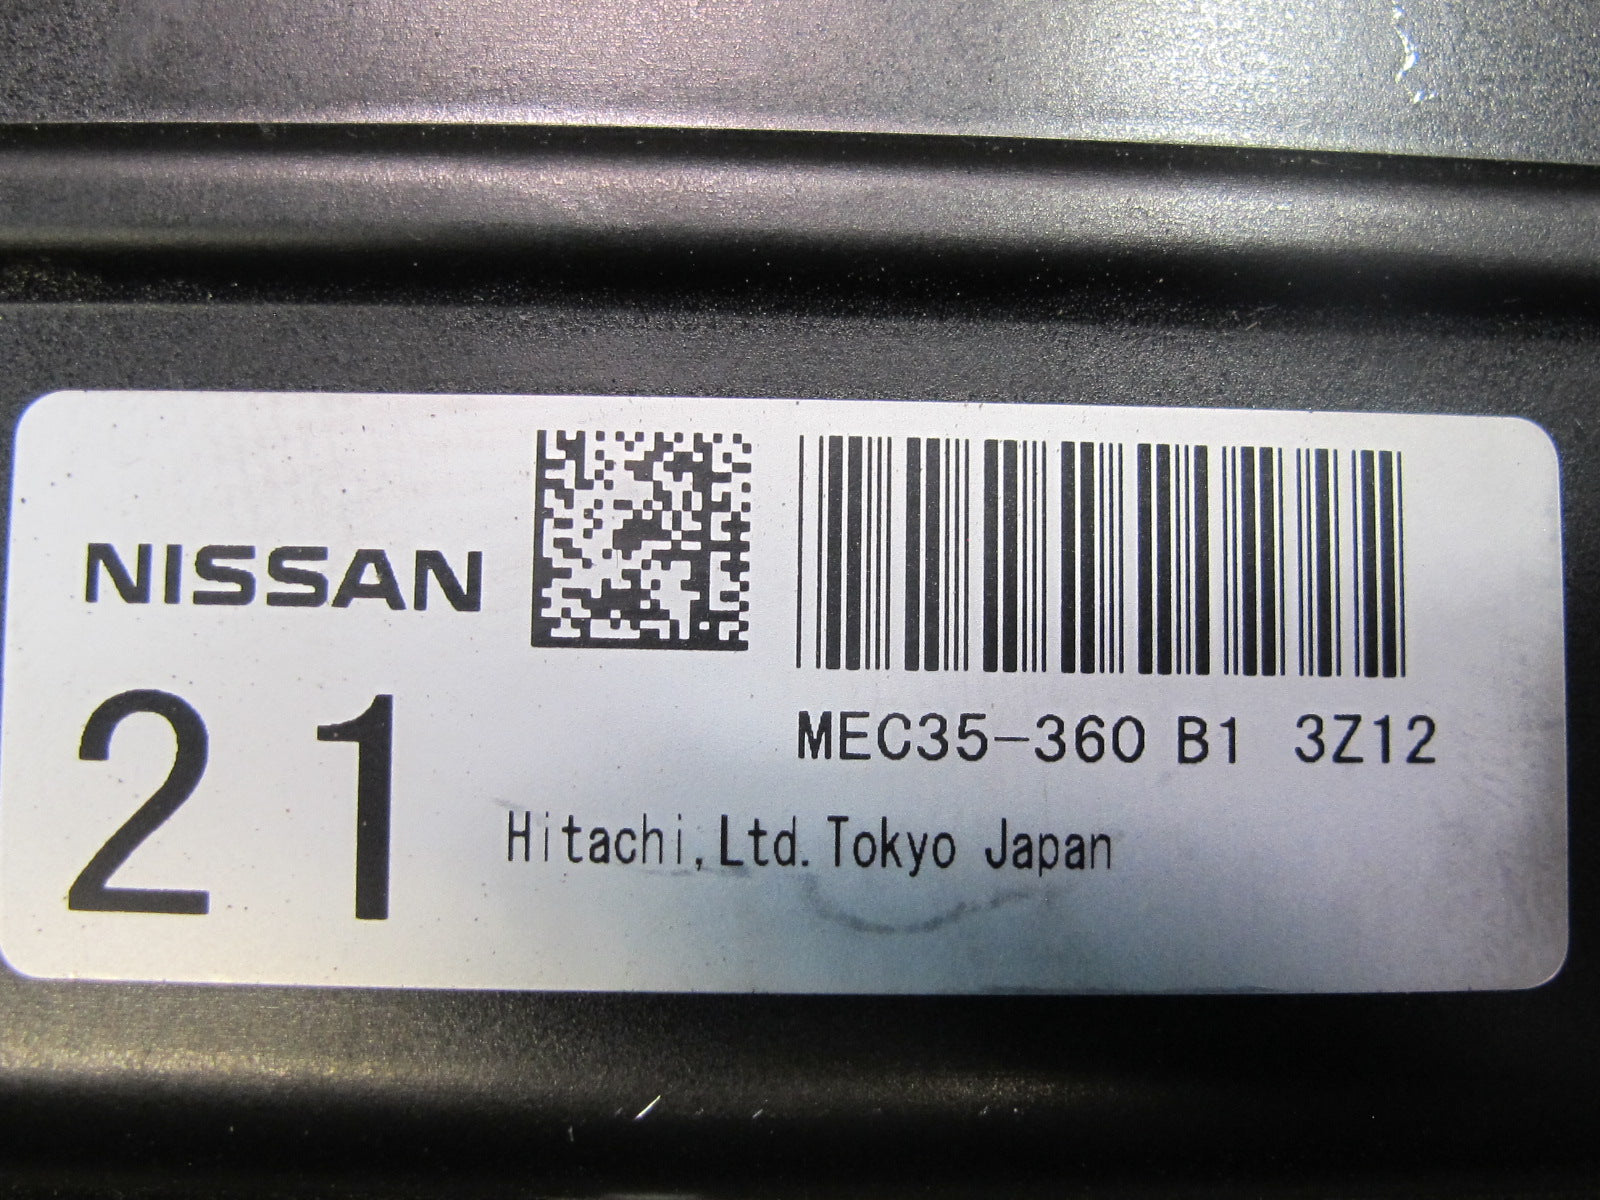 NISSAN
MEC35-360 B1 3Z12
21
Hitachi,Ltd. Tokyo Japan